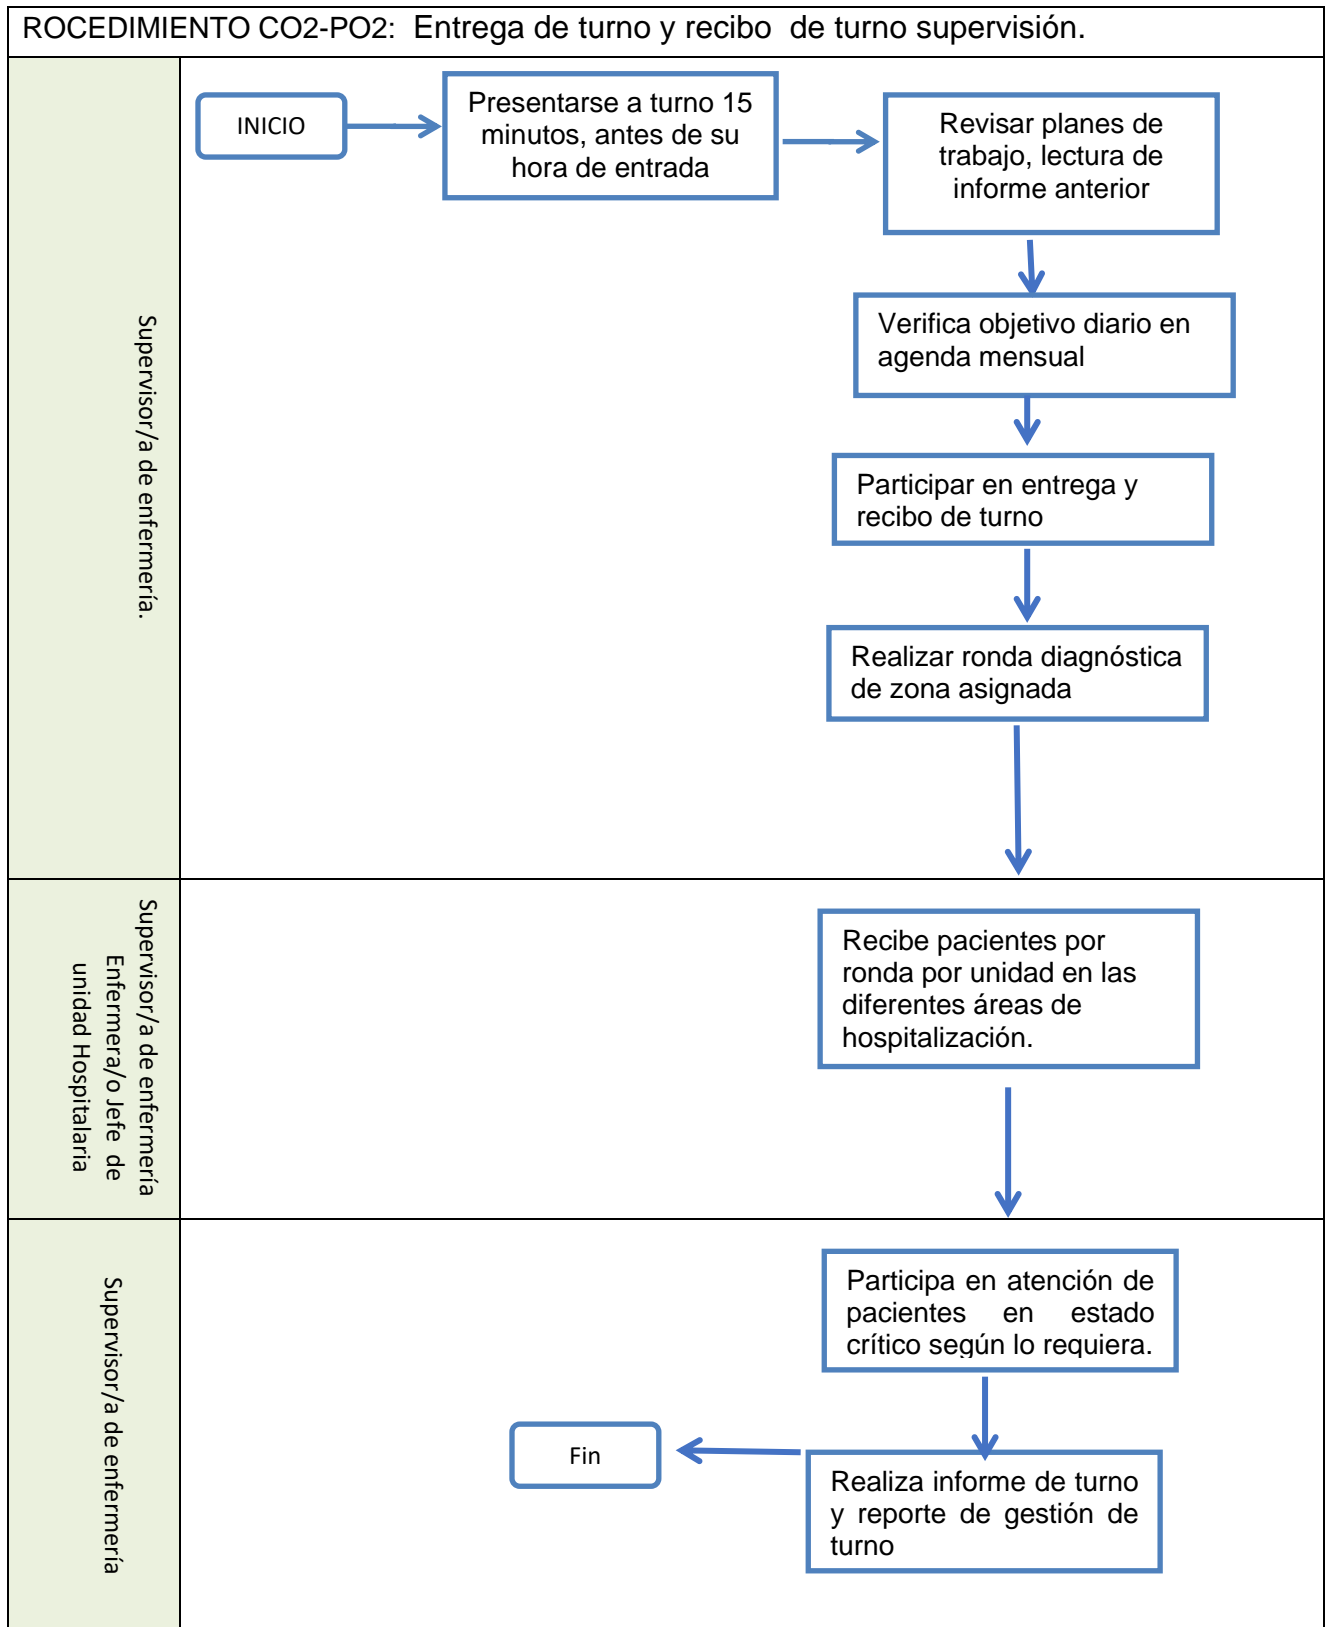 ROCEDIMIENTO CO2-PO2: Entrega de turno y recibo de turno supervisión.
INICIO
Presentarse a turno 15
minutos, antes de su
hora de entrada
Revisar planes de
trabajo, lectura de
informe anterior
Verifica objetivo diario en
agenda mensual
Participar en entrega y
recibo de turno
Realizar ronda diagnóstica
de zona asignada
Supervisor/a de enfermería.
Supervisor/a de enfermería
Enfermera/o Jefe de
unidad Hospitalaria
Recibe pacientes por
ronda por unidad en las
diferentes áreas de
hospitalización.
Supervisor/a de enfermería
Participa en atención de
pacientes en estado
crítico según lo requiera.
Fin
Realiza informe de turno
y reporte de gestión de
turno